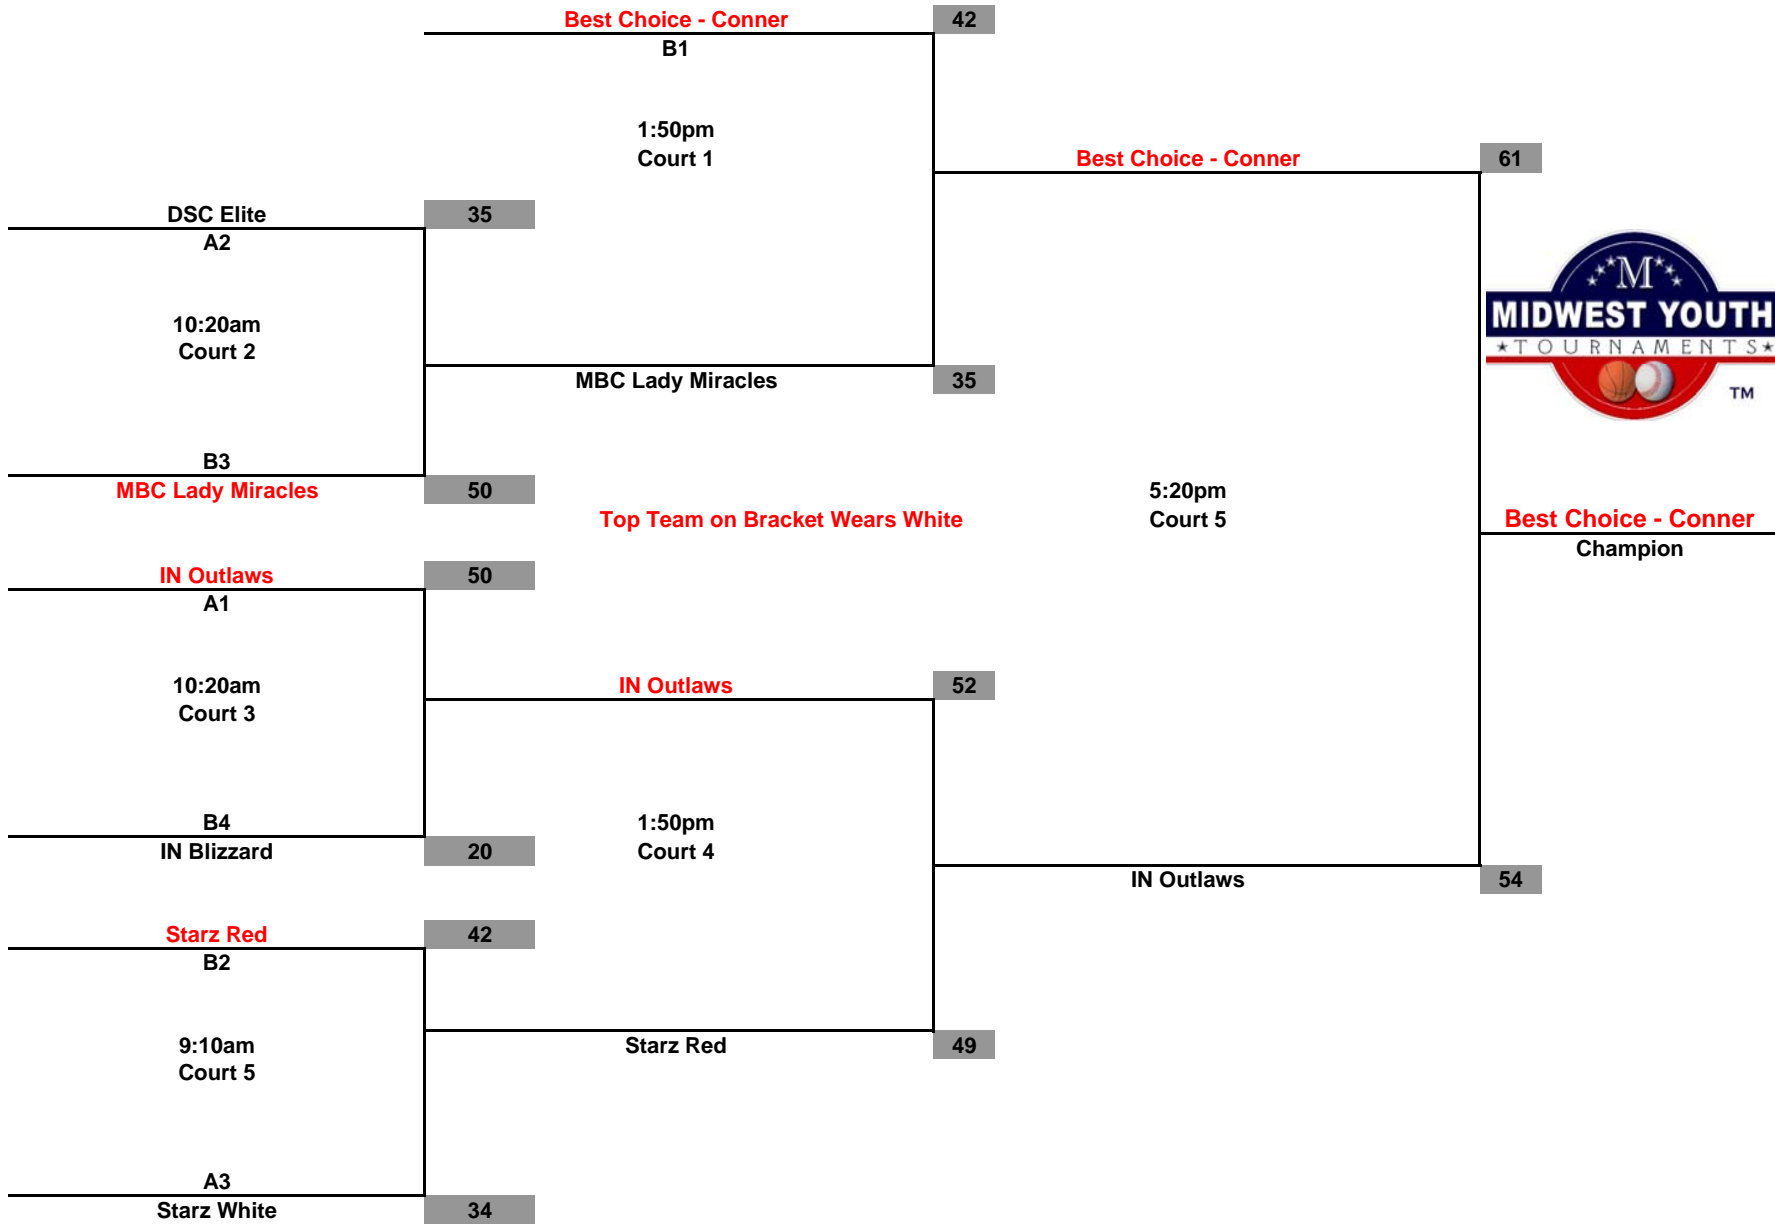 Best Choice - Conner 42
B1
1:50pm
Court 1
Best Choice - Conner 61
DSC Elite 35
A2
10:20am
Court 2
MBC Lady Miracles 35
B3
MBC Lady Miracles 50
Top Team on Bracket Wears White
5:20pm
Court 5
M
MIDWEST YOUTH
★TOURNAMENTS★
TM
Best Choice - Conner
Champion
IN Outlaws 50
A1
10:20am
Court 3
IN Outlaws 52
B4
IN Blizzard 20
1:50pm
Court 4
IN Outlaws 54
Starz Red 42
B2
9:10am
Court 5
Starz Red 49
A3
Starz White 34